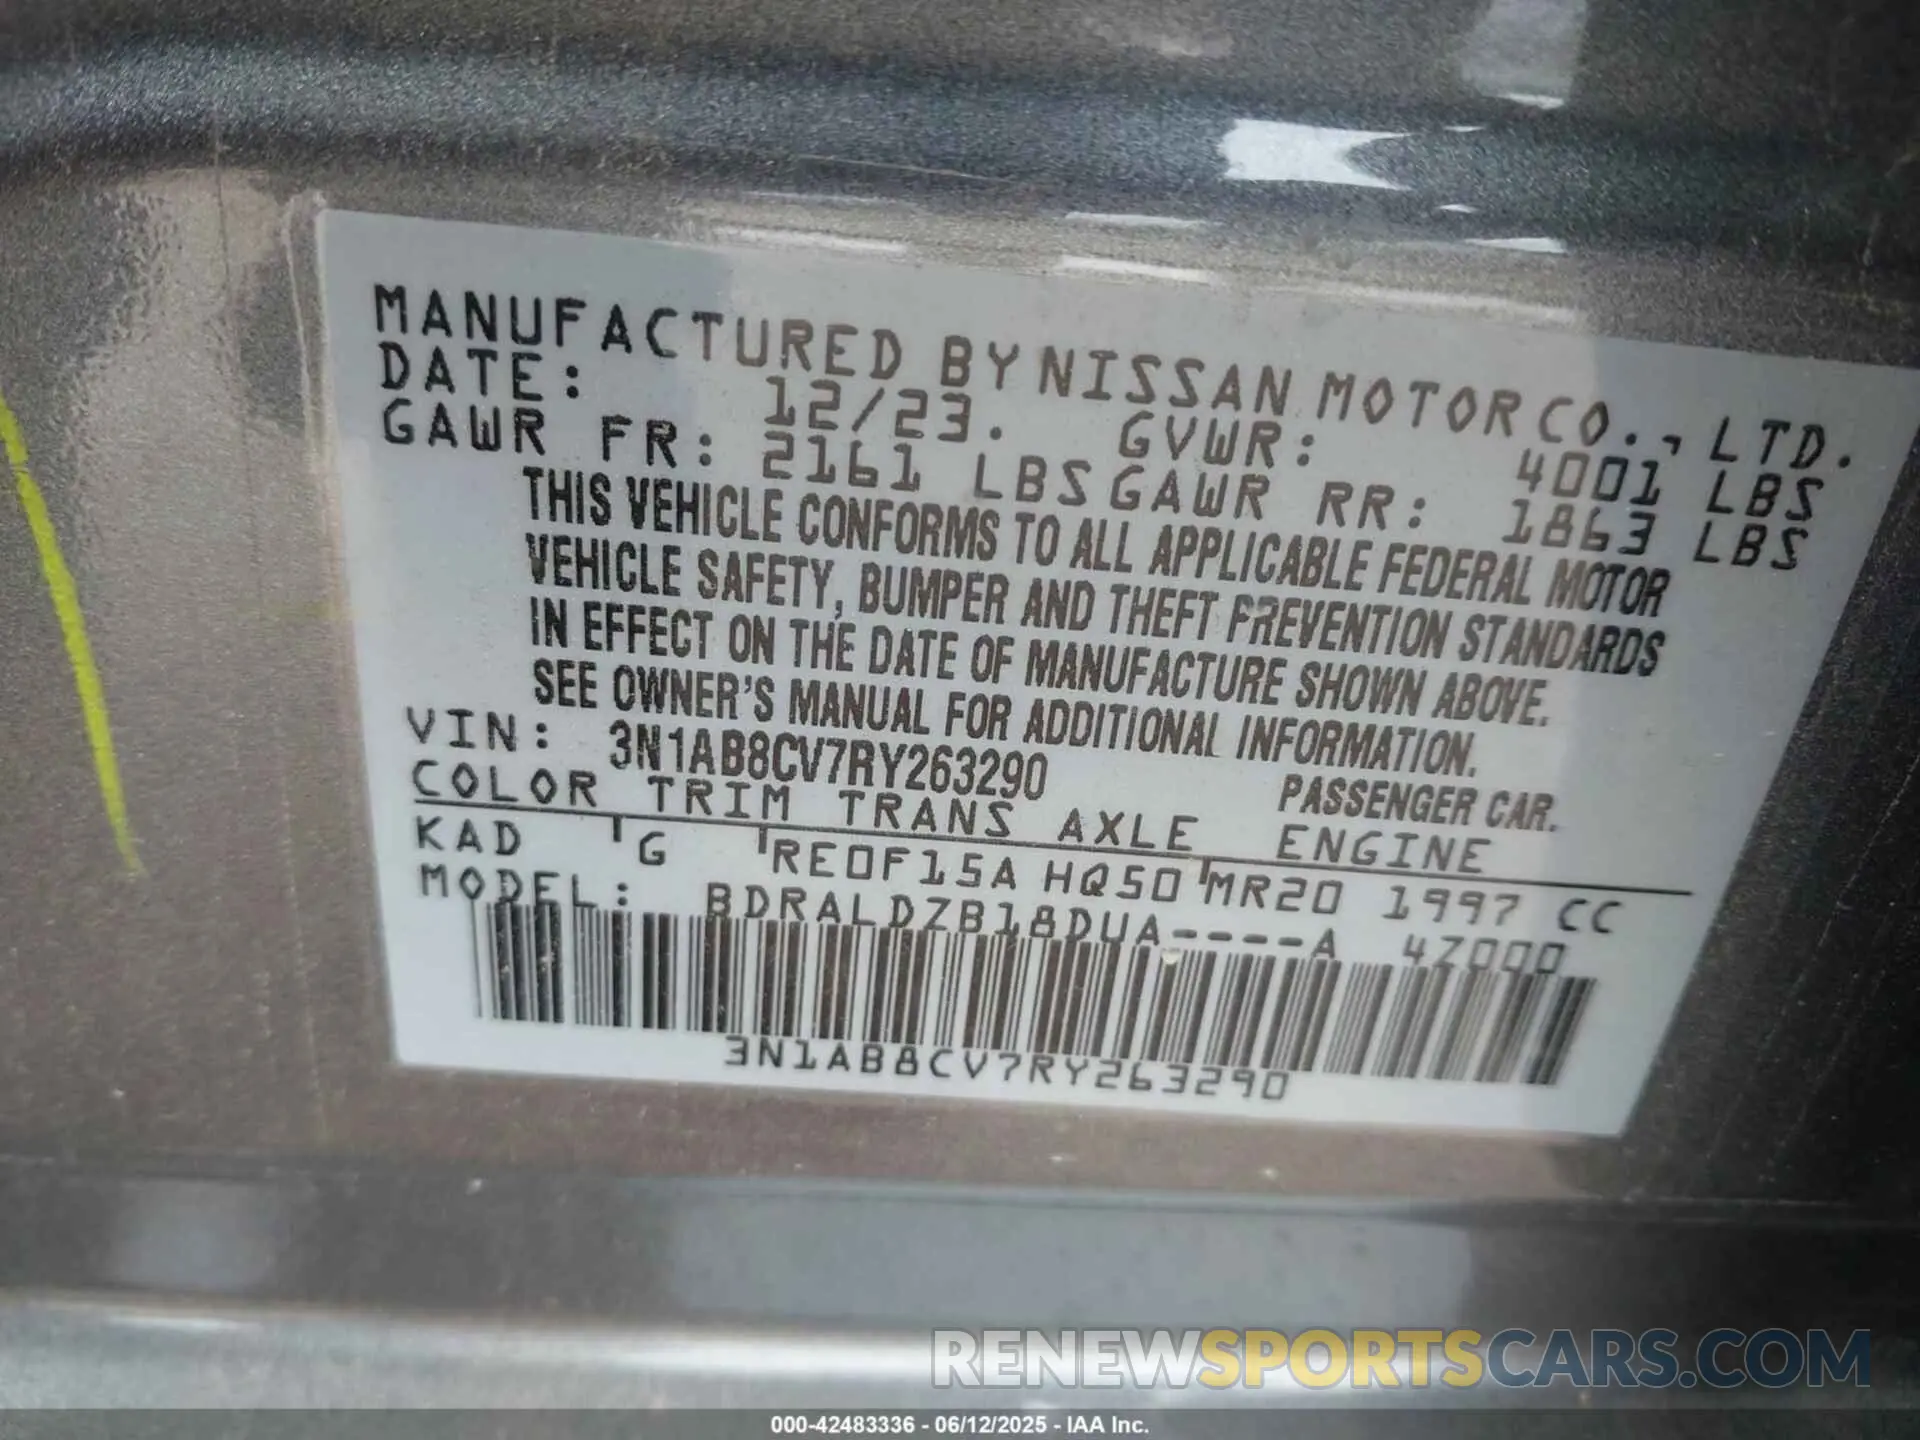 MANUFACTURED BY NISSAN MOTOR CO., LTD.
DATE: 12/23. GVWR: 4001 LBS
GAWR FR: 2161 LBS GAWR RR: 1863 LBS
THIS VEHICLE CONFORMS TO ALL APPLICABLE FEDERAL MOTOR
VEHICLE SAFETY, BUMPER AND THEFT PREVENTION STANDARDS
IN EFFECT ON THE DATE OF MANUFACTURE SHOWN ABOVE.
SEE OWNER'S MANUAL FOR ADDITIONAL INFORMATION.
VIN: 3N1AB8CV7RY263290 PASSENGER CAR.
COLOR TRIM TRANS AXLE ENGINE
KAD G RE0F15A HQ50 MR20 1997 CC
MODEL: BDRALDZB18DUA----A 4Z000
3N1AB8CV7RY263290
RENEWSPORTSCARS.COM
000-42483336 - 06/12/2025 - IAA Inc.